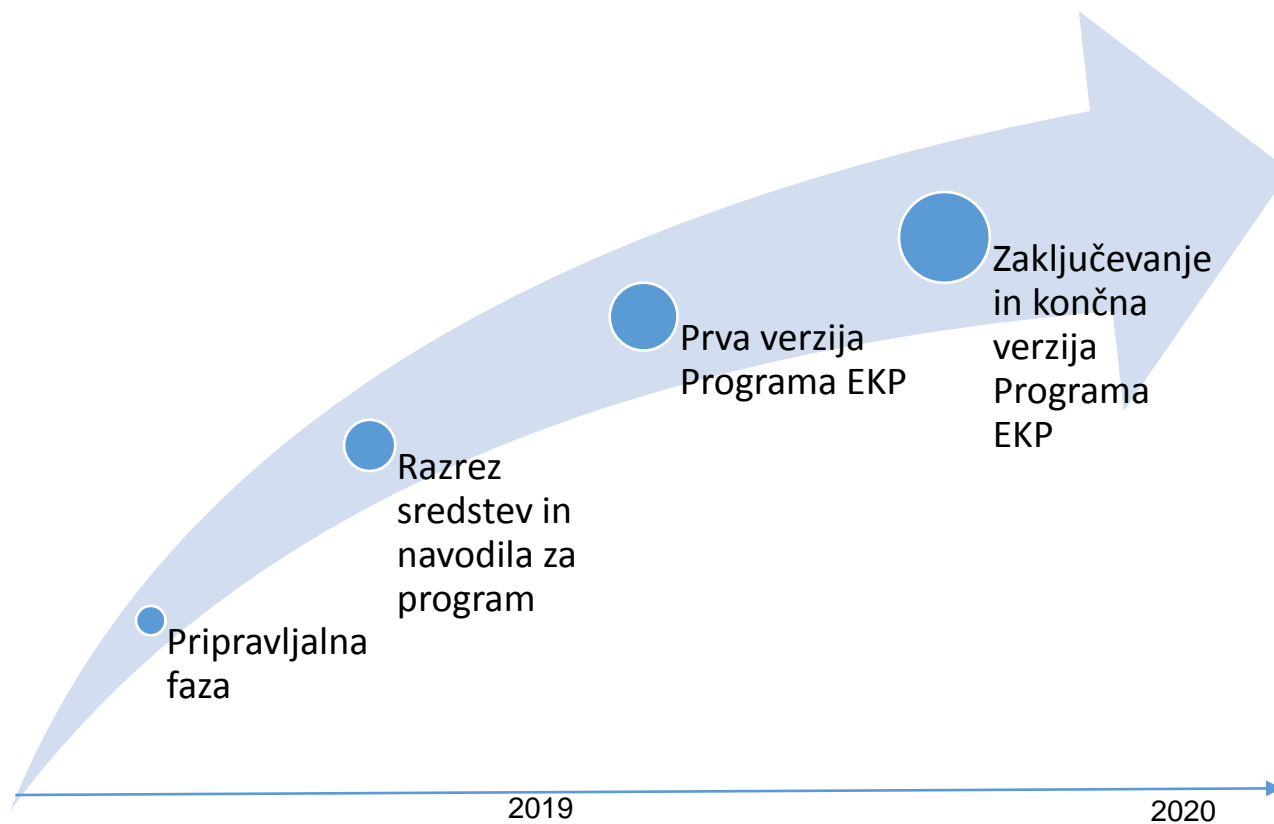 Pripravljalna
faza
Razrez
sredstev in
navodila za
program
Prva verzija
Programa EKP
Zaključevanje
in končna
verzija
Programa
EKP
2019
2020